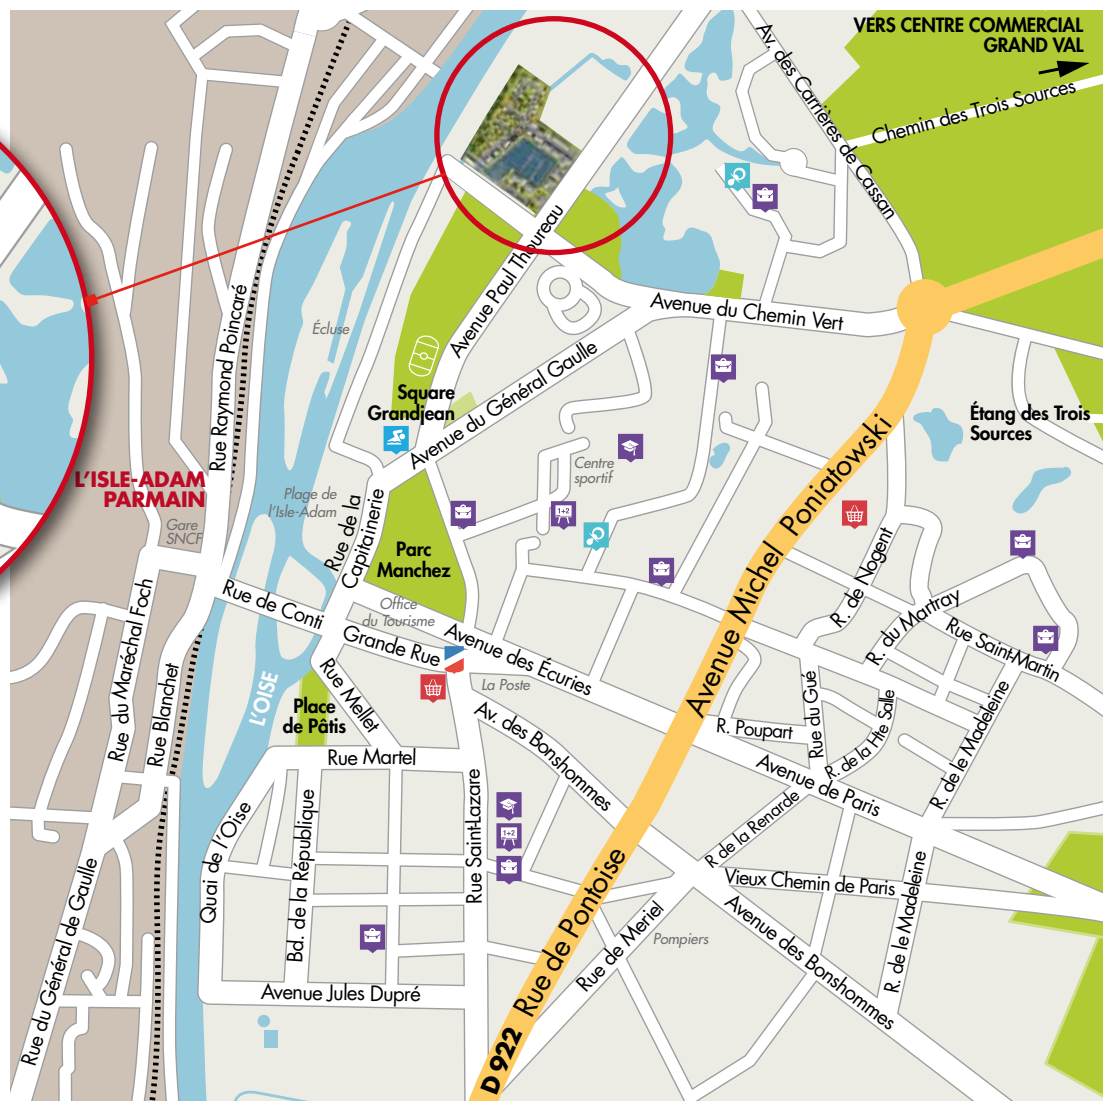 VERS CENTRE COMMERCIAL
GRAND VAL
Av. des Carrières de Cassan
Chemin des Trois Sources
Avenue Paul Thoureau
Rue Raymond Poincaré
Écluse
Avenue du Chemin Vert
Square
Grandjean
Avenue du Général Gaulle
Étang des Trois
Sources
L'ISLE-ADAM
PARMAIN
Gare
SNCF
Plage de
l'Isle-Adam
Centre
sportif
1+2
Rue de la
Capitainerie
Parc
Manchez
Avenue Michel Poniatowski
R. de Nogent
R. du Martray
Rue Saint-Martin
Rue de Conti
Office
du Tourisme
Grande Rue
Avenue des Écuries
La Poste
Rue du Maréchal Foch
Rue Blanchet
L'OISE
Place
de Pâtis
Rue Mellet
Rue Martel
Av. des Bonshommes
R. Poupart
Rue du Gué
R. de la Hte Salle
R. de le Madeleine
Avenue de Paris
R. de la Renarde
Quai de l'Oise
Bd. de la République
Rue Saint-Lazare
1+2
Vieux Chemin de Paris
R. de le Madeleine
Rue du Général de Gaulle
Rue de Meriel
Pompiers
Avenue des Bonshommes
Avenue Jules Dupré
D 922 Rue de Pontoise